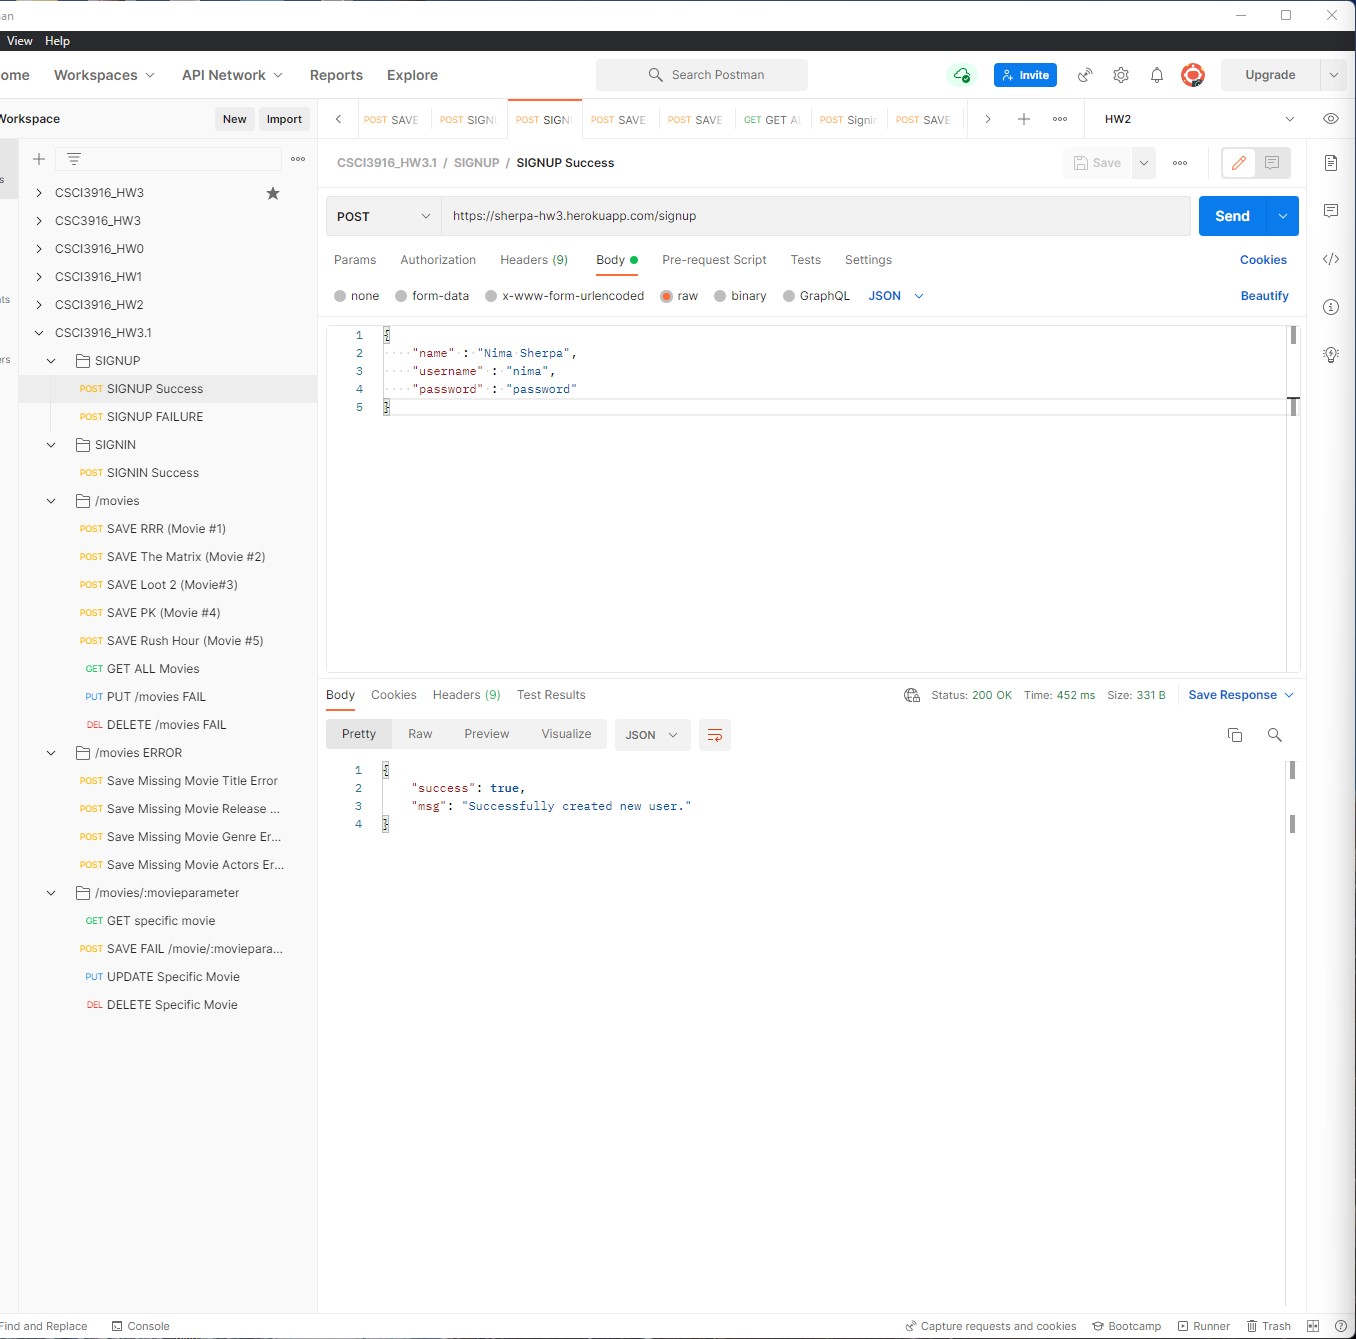 View Help
Workspaces API Network Reports Explore Search Postman Invite Upgrade
Workspace New Import
POST SAVE POST SIGN POST SIGN POST SAVE POST SAVE GET GET AL POST Signin POST SAVE HW2
CSCI3916_HW3.1 / SIGNUP / SIGNUP Success Save
CSCI3916_HW3
CSC3916_HW3
CSCI3916_HW0
CSCI3916_HW1
CSCI3916_HW2
CSCI3916_HW3.1
SIGNUP
POST SIGNUP Success
POST SIGNUP FAILURE
SIGNIN
POST SIGNIN Success
/movies
POST SAVE RRR (Movie #1)
POST SAVE The Matrix (Movie #2)
POST SAVE Loot 2 (Movie#3)
POST SAVE PK (Movie #4)
POST SAVE Rush Hour (Movie #5)
GET GET ALL Movies
PUT PUT /movies FAIL
DEL DELETE /movies FAIL
/movies ERROR
POST Save Missing Movie Title Error
POST Save Missing Movie Release ...
POST Save Missing Movie Genre Er...
POST Save Missing Movie Actors Er...
/movies/:movieparameter
GET GET specific movie
POST SAVE FAIL /movie/:moviepara...
PUT UPDATE Specific Movie
DEL DELETE Specific Movie
POST https://sherpa-hw3.herokuapp.com/signup Send
Params Authorization Headers (9) Body Pre-request Script Tests Settings Cookies
none form-data x-www-form-urlencoded raw binary GraphQL JSON Beautify
1 {
2 "name" : "Nima Sherpa",
3 "username" : "nima",
4 "password" : "password"
5 }
Body Cookies Headers (9) Test Results Status: 200 OK Time: 452 ms Size: 331 B Save Response
Pretty Raw Preview Visualize JSON
1 {
2 "success": true,
3 "msg": "Successfully created new user."
4 }
Find and Replace Console Capture requests and cookies Bootcamp Runner Trash